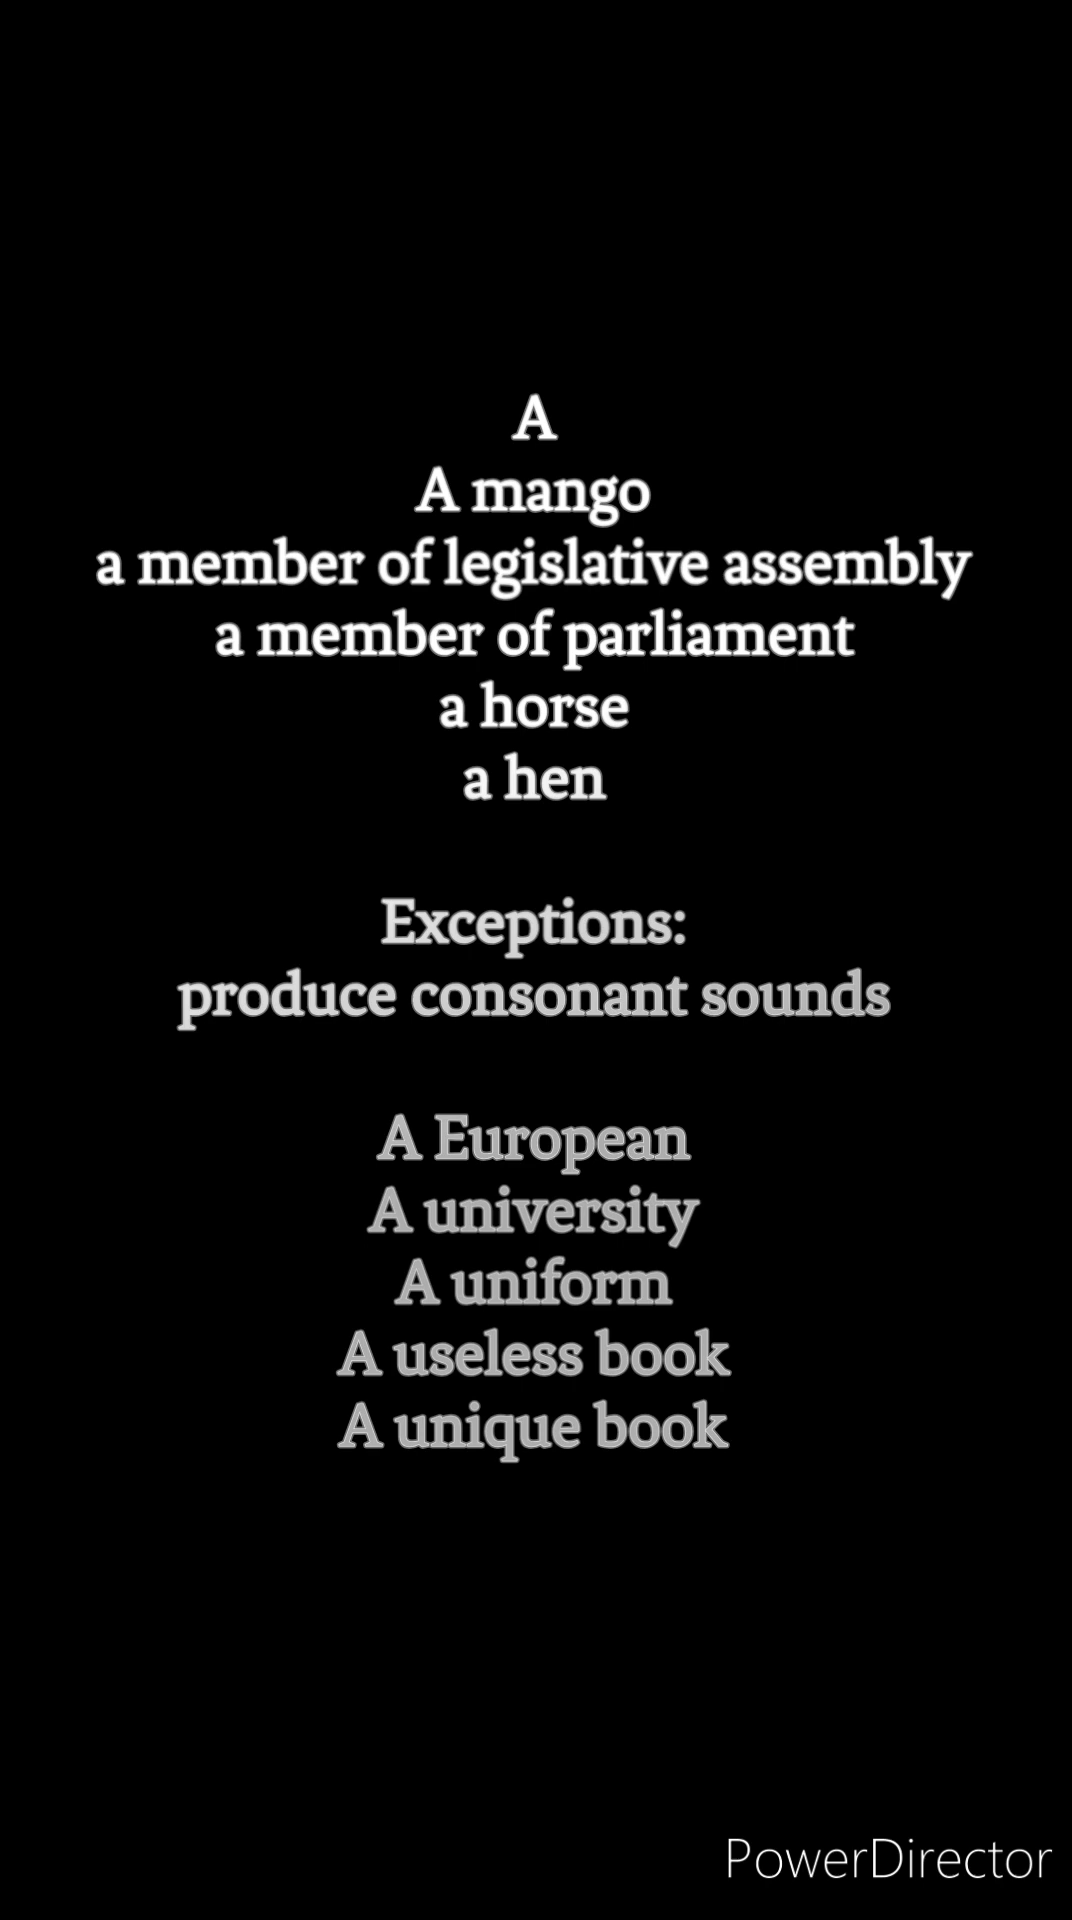 A
A mango
a member of legislative assembly
a member of parliament
a horse
a hen
Exceptions:
produce consonant sounds
A European
A university
A uniform
A useless book
A unique book
PowerDirector